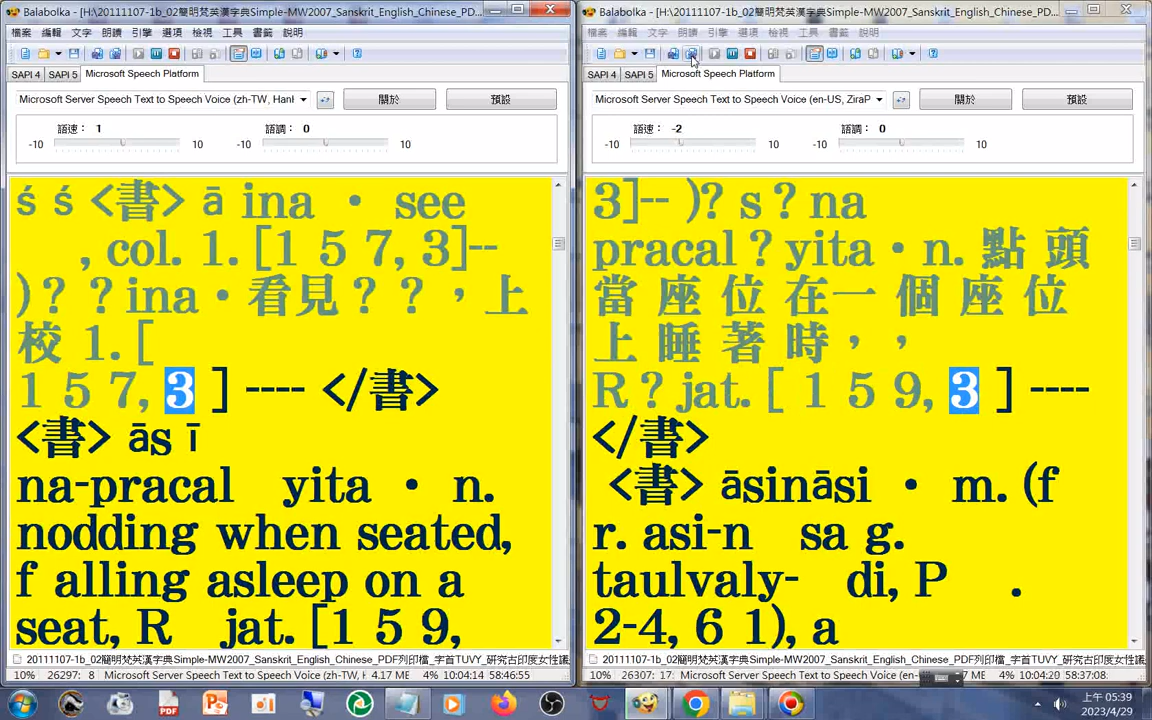 Balabolka - [H:\20111107-1b_02簡明梵英漢字典Simple-MW2007_Sanskrit_English_Chinese_PD...
檔案 編輯 文字 朗讀 引擎 選項 檢視 工具 書籤 說明
SAPI 4 SAPI 5 Microsoft Speech Platform
Microsoft Server Speech Text to Speech Voice (zh-TW, HanH 關於 預設
語速： 1 語調： 0
-10 10 -10 10
ś ś <書> ā ina • see
, col. 1. [1 5 7, 3]--
) ? ? ina • 看見 ? ? ，上
校 1. [
1 5 7, 3 ] ---- </書>
<書> ās ī
na-pracal yita • n.
nodding when seated,
f alling asleep on a
seat, R jat. [1 5 9,
20111107-1b_02簡明梵英漢字典Simple-MW2007_Sanskrit_English_Chinese_PDF列印檔_字首TUVY_研究古印度女性議
10% 26297: 8 Microsoft Server Speech Text to Speech Voice (zh-TW, H 4.17 ME 4% 10:04:14 58:46:55
Balabolka - [H:\20111107-1b_02簡明梵英漢字典Simple-MW2007_Sanskrit_English_Chinese_PDF...
檔案 編輯 文字 朗讀 引擎 選項 檢視 工具 書籤 說明
SAPI 4 SAPI 5 Microsoft Speech Platform
Microsoft Server Speech Text to Speech Voice (en-US, ZiraP 關於 預設
語速： -2 語調： 0
-10 10 -10 10
3]-- )? s ? na
pracal ? yita • n. 點 頭
當 座 位 在一 個 座 位
上 睡 著 時，，
R ? jat. [ 1 5 9, 3 ] ----
</書>
<書> āsināsi • m. (f
r. asi-n sa g.
taulvaly- di, P .
2-4, 6 1), a
20111107-1b_02簡明梵英漢字典Simple-MW2007_Sanskrit_English_Chinese_PDF列印檔_字首TUVY_研究古印度女性議
10% 26307: 17: Microsoft Server Speech Text to Speech Voice (en- 4.17 ME 4% 10:04:20 58:37:08
上午 05:39
2023/4/29